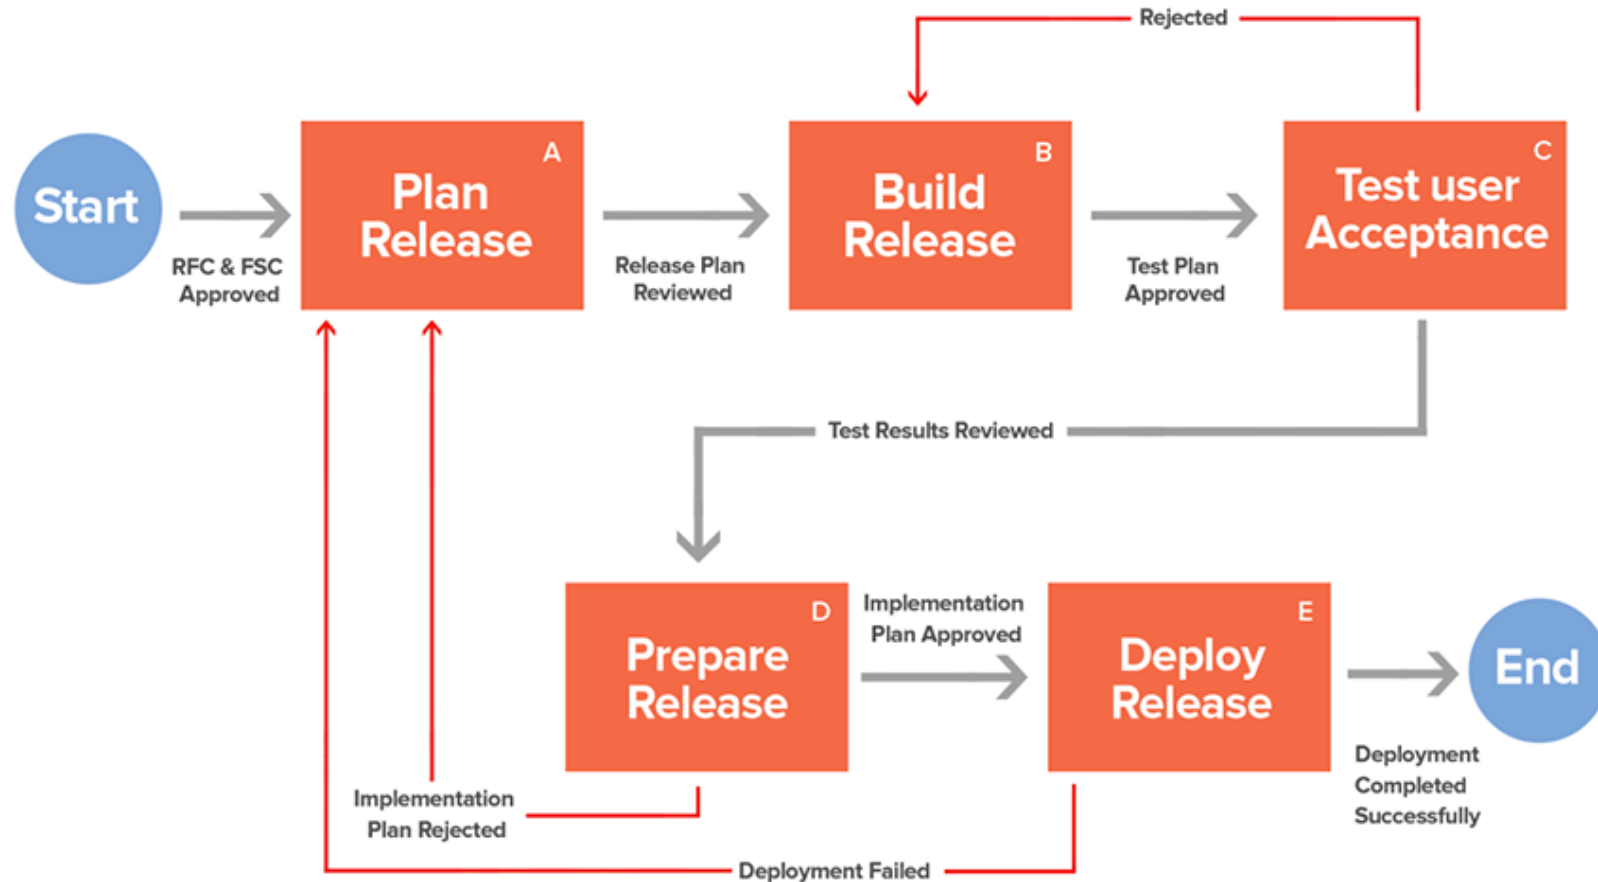 Rejected
Start
RFC & FSC
Approved
A
Plan
Release
Release Plan
Reviewed
B
Build
Release
Test Plan
Approved
C
Test user
Acceptance
Test Results Reviewed
D
Prepare
Release
Implementation
Plan Approved
E
Deploy
Release
End
Deployment
Completed
Successfully
Implementation
Plan Rejected
Deployment Failed